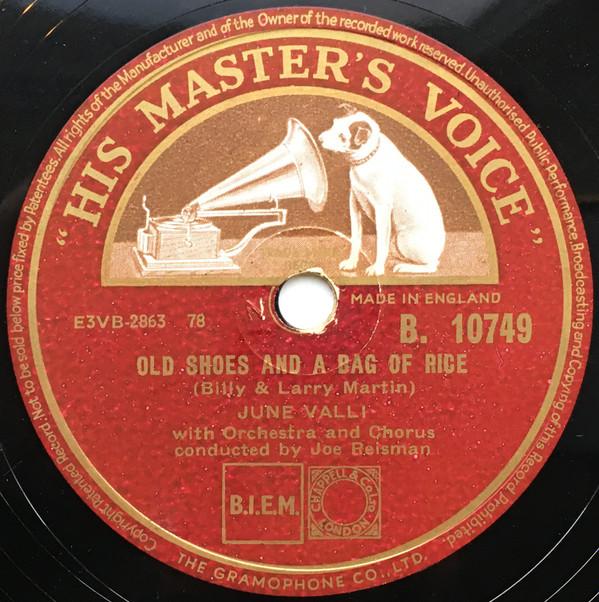 Copyright. Patented Record. Not to be sold below price fixed by Patentees. All rights of the Manufacturer and of the Owner of the recorded work reserved. Unauthorised Public Performance, Broadcasting and Copying of this Record Prohibited.
"HIS MASTER'S VOICE"
MADE IN ENGLAND
E3VB-2863 78
B. 10749
OLD SHOES AND A BAG OF RICE
(Billy & Larry Martin)
JUNE VALLI
with Orchestra and Chorus
conducted by Joe Reisman
B.I.E.M.
CHAPPELL & Co Ltd
LONDON
THE GRAMOPHONE CO., LTD.